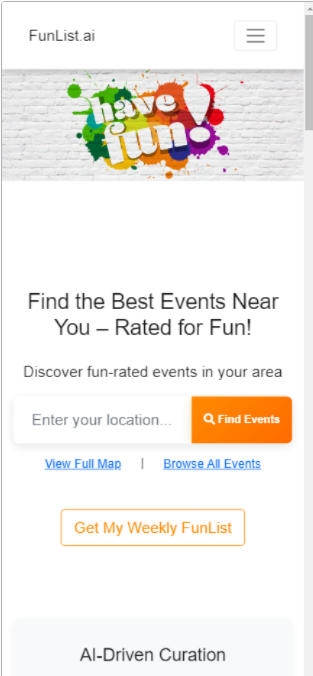 FunList.ai
have
fun!
Find the Best Events Near
You – Rated for Fun!
Discover fun-rated events in your area
Enter your location...
Find Events
View Full Map | Browse All Events
Get My Weekly FunList
AI-Driven Curation